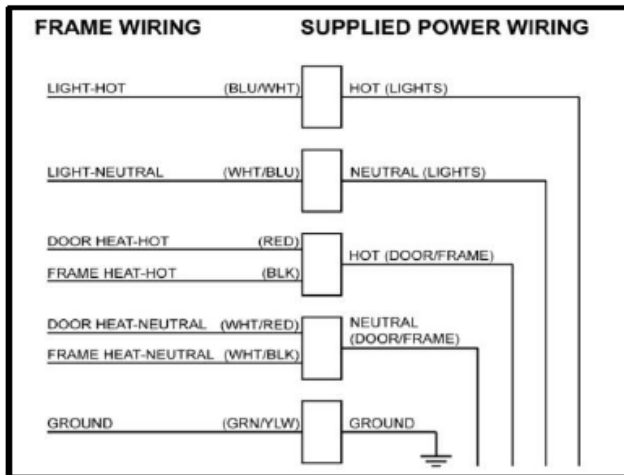 FRAME WIRING SUPPLIED POWER WIRING
LIGHT-HOT (BLU/WHT) HOT (LIGHTS)
LIGHT-NEUTRAL (WHT/BLU) NEUTRAL (LIGHTS)
DOOR HEAT-HOT (RED)
HOT (DOOR/FRAME)
FRAME HEAT-HOT (BLK)
DOOR HEAT-NEUTRAL (WHT/RED) NEUTRAL
(DOOR/FRAME)
FRAME HEAT-NEUTRAL (WHT/BLK)
GROUND (GRN/YLW) GROUND